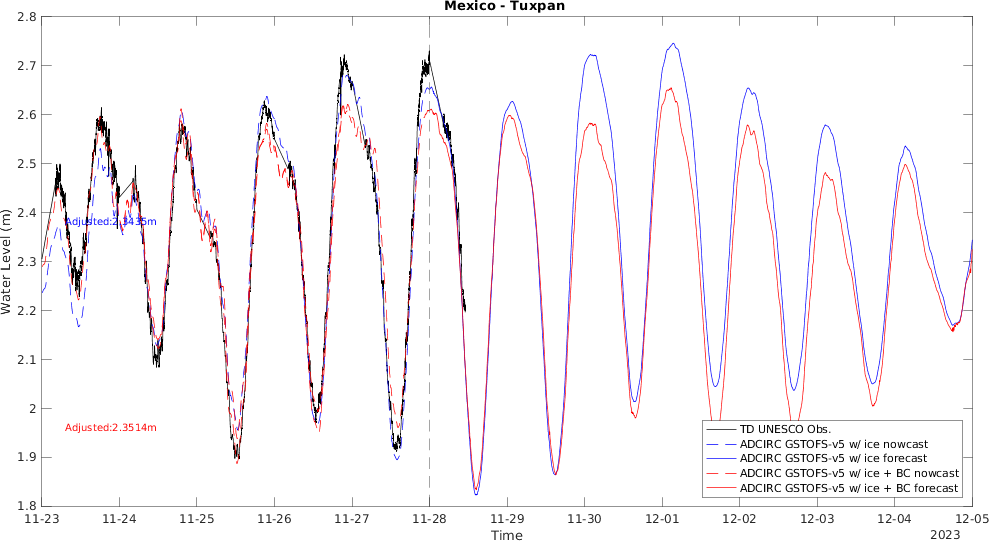 Mexico - Tuxpan
2.8
2.7
2.6
2.5
2.4
2.3
2.2
2.1
2
1.9
1.8
Water Level (m)
Adjusted:2.3435m
Adjusted:2.3514m
TD UNESCO Obs.
ADCIRC GSTOFS-v5 w/ ice nowcast
ADCIRC GSTOFS-v5 w/ ice forecast
ADCIRC GSTOFS-v5 w/ ice + BC nowcast
ADCIRC GSTOFS-v5 w/ ice + BC forecast
11-23 11-24 11-25 11-26 11-27 11-28 11-29 11-30 12-01 12-02 12-03 12-04 12-05
Time
2023